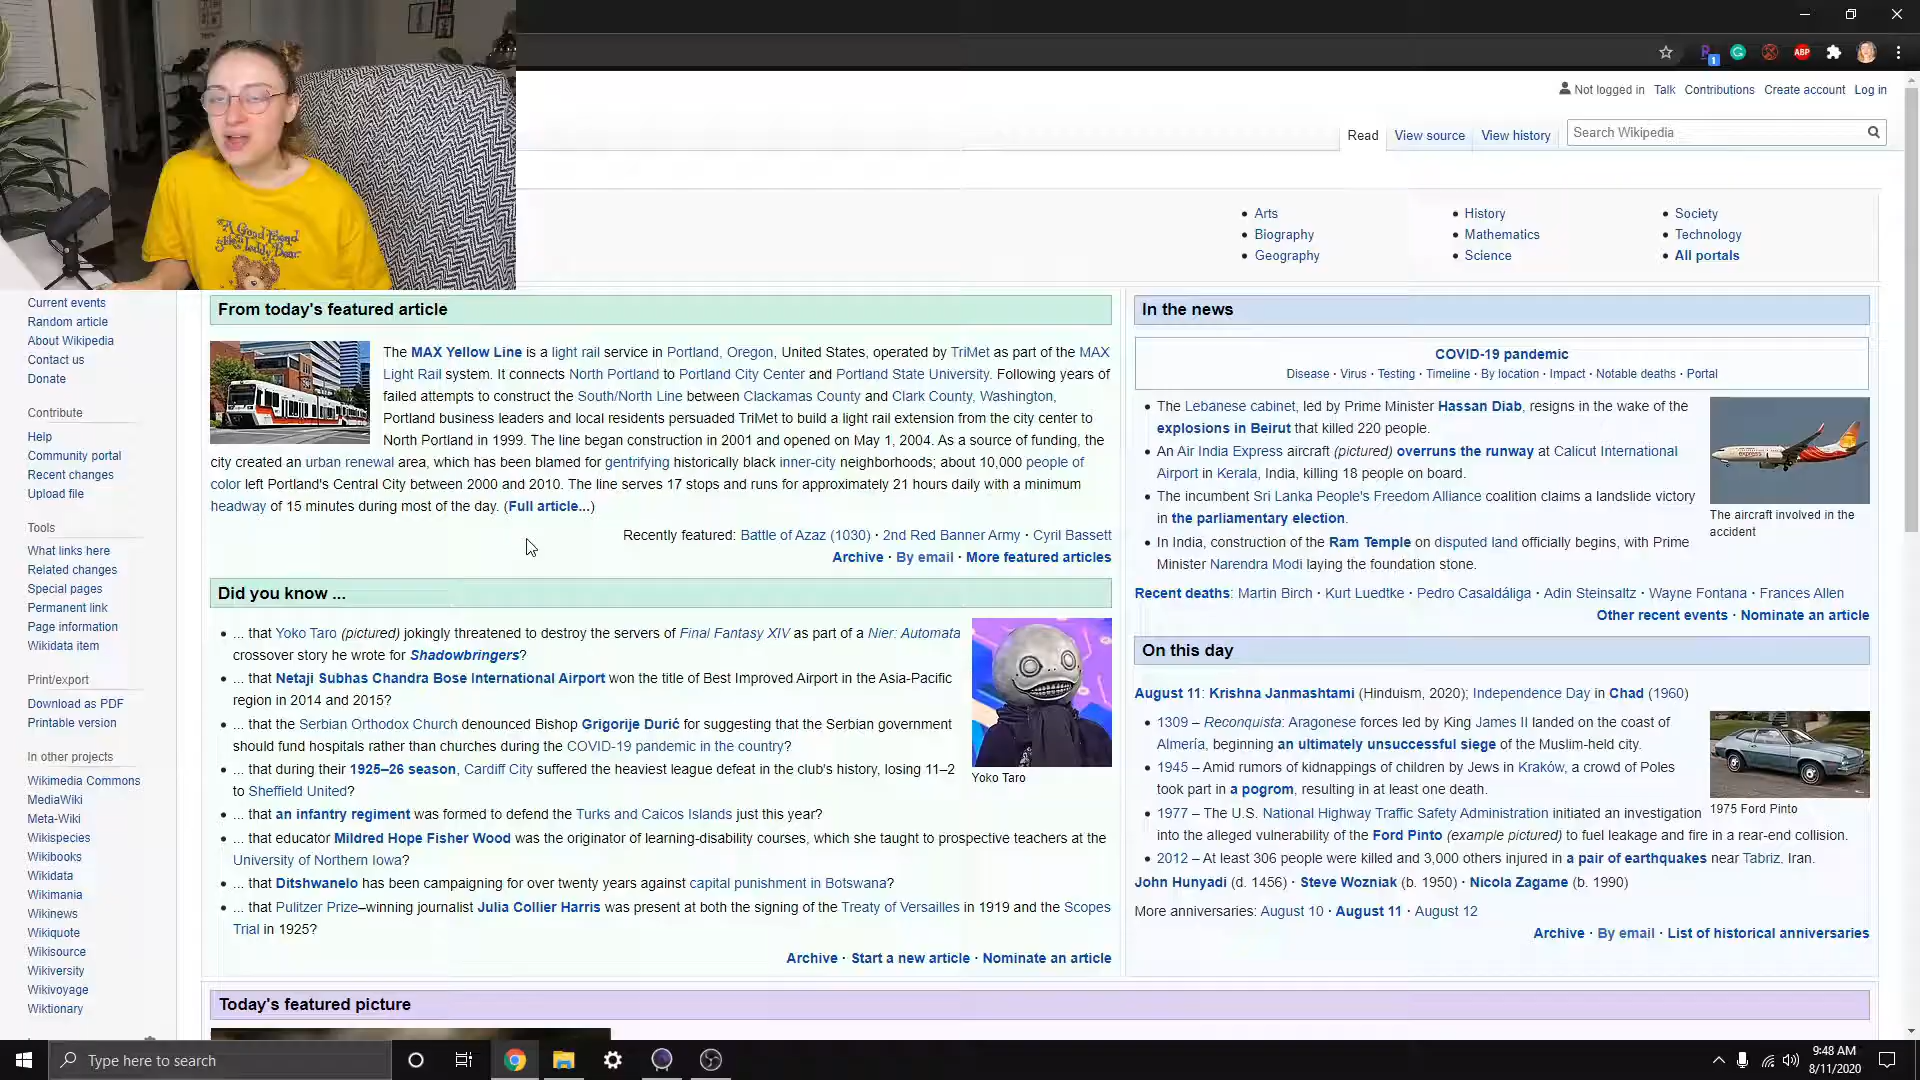 A Good Friend
is like a Teddy Bear
1
ABP
Not logged in Talk Contributions Create account Log in
Read View source View history Search Wikipedia
Arts
Biography
Geography
History
Mathematics
Science
Society
Technology
All portals
Current events
Random article
About Wikipedia
Contact us
Donate
Contribute
Help
Community portal
Recent changes
Upload file
Tools
What links here
Related changes
Special pages
Permanent link
Page information
Wikidata item
Print/export
Download as PDF
Printable version
In other projects
Wikimedia Commons
MediaWiki
Meta-Wiki
Wikispecies
Wikibooks
Wikidata
Wikimania
Wikinews
Wikiquote
Wikisource
Wikiversity
Wikivoyage
Wiktionary
From today's featured article
The MAX Yellow Line is a light rail service in Portland, Oregon, United States, operated by TriMet as part of the MAX
Light Rail system. It connects North Portland to Portland City Center and Portland State University. Following years of
failed attempts to construct the South/North Line between Clackamas County and Clark County, Washington,
Portland business leaders and local residents persuaded TriMet to build a light rail extension from the city center to
North Portland in 1999. The line began construction in 2001 and opened on May 1, 2004. As a source of funding, the
city created an urban renewal area, which has been blamed for gentrifying historically black inner-city neighborhoods; about 10,000 people of
color left Portland's Central City between 2000 and 2010. The line serves 17 stops and runs for approximately 21 hours daily with a minimum
headway of 15 minutes during most of the day. (Full article...)
Recently featured: Battle of Azaz (1030) · 2nd Red Banner Army · Cyril Bassett
Archive · By email · More featured articles
Did you know ...
... that Yoko Taro (pictured) jokingly threatened to destroy the servers of Final Fantasy XIV as part of a Nier: Automata
crossover story he wrote for Shadowbringers?
... that Netaji Subhas Chandra Bose International Airport won the title of Best Improved Airport in the Asia-Pacific
region in 2014 and 2015?
... that the Serbian Orthodox Church denounced Bishop Grigorije Durić for suggesting that the Serbian government
should fund hospitals rather than churches during the COVID-19 pandemic in the country?
... that during their 1925–26 season, Cardiff City suffered the heaviest league defeat in the club's history, losing 11–2
to Sheffield United?
... that an infantry regiment was formed to defend the Turks and Caicos Islands just this year?
... that educator Mildred Hope Fisher Wood was the originator of learning-disability courses, which she taught to prospective teachers at the
University of Northern Iowa?
... that Ditshwanelo has been campaigning for over twenty years against capital punishment in Botswana?
... that Pulitzer Prize–winning journalist Julia Collier Harris was present at both the signing of the Treaty of Versailles in 1919 and the Scopes
Trial in 1925?
Yoko Taro
Archive · Start a new article · Nominate an article
In the news
COVID-19 pandemic
Disease · Virus · Testing · Timeline · By location · Impact · Notable deaths · Portal
The Lebanese cabinet, led by Prime Minister Hassan Diab, resigns in the wake of the
explosions in Beirut that killed 220 people.
An Air India Express aircraft (pictured) overruns the runway at Calicut International
Airport in Kerala, India, killing 18 people on board.
The incumbent Sri Lanka People's Freedom Alliance coalition claims a landslide victory
in the parliamentary election.
In India, construction of the Ram Temple on disputed land officially begins, with Prime
Minister Narendra Modi laying the foundation stone.
The aircraft involved in the
accident
Recent deaths: Martin Birch · Kurt Luedtke · Pedro Casaldáliga · Adin Steinsaltz · Wayne Fontana · Frances Allen
Other recent events · Nominate an article
On this day
August 11: Krishna Janmashtami (Hinduism, 2020); Independence Day in Chad (1960)
1309 – Reconquista: Aragonese forces led by King James II landed on the coast of
Almería, beginning an ultimately unsuccessful siege of the Muslim-held city.
1945 – Amid rumors of kidnappings of children by Jews in Kraków, a crowd of Poles
took part in a pogrom, resulting in at least one death.
1977 – The U.S. National Highway Traffic Safety Administration initiated an investigation
into the alleged vulnerability of the Ford Pinto (example pictured) to fuel leakage and fire in a rear-end collision.
2012 – At least 306 people were killed and 3,000 others injured in a pair of earthquakes near Tabriz, Iran.
1975 Ford Pinto
John Hunyadi (d. 1456) · Steve Wozniak (b. 1950) · Nicola Zagame (b. 1990)
More anniversaries: August 10 · August 11 · August 12
Archive · By email · List of historical anniversaries
Today's featured picture
Type here to search
9:48 AM
8/11/2020